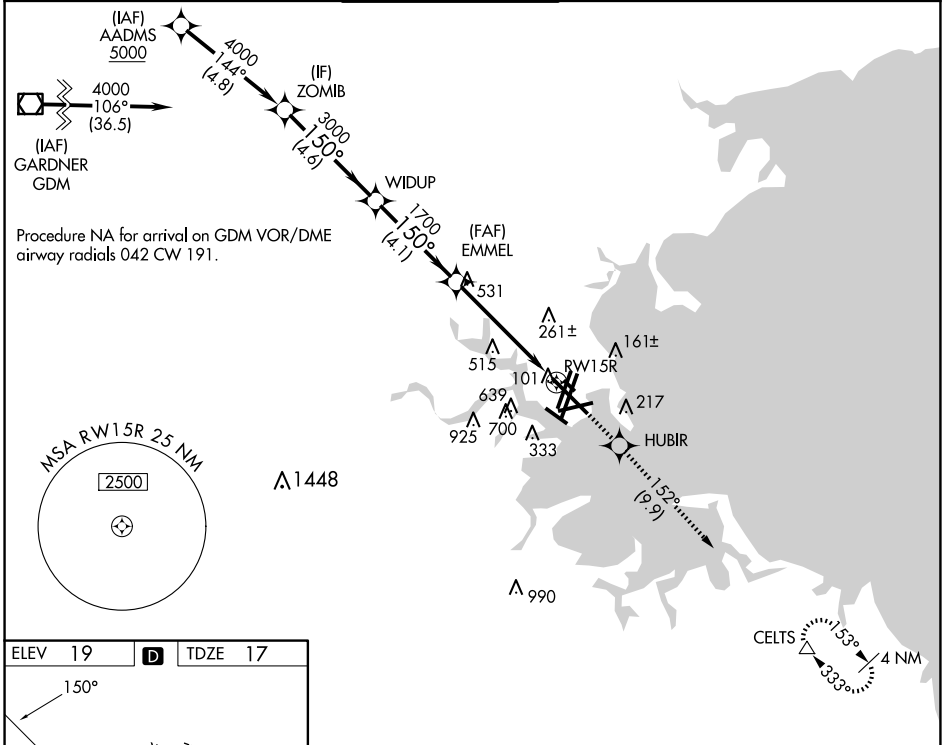 (IAF)
AADMS
5000
4000
144°
(4.8)
(IF)
ZOMIB
4000
106°
(36.5)
(IAF)
GARDNER
GDM
3000
150°
(4.6)
WIDUP
1700
150°
(4.1)
(FAF)
EMMEL
Procedure NA for arrival on GDM VOR/DME
airway radials 042 CW 191.
531
261±
515
161±
101
RW15R
639
217
925
700
333
HUBIR
MSA RW15R 25 NM
2500
1448
152°
(9.9)
990
CELTS
153°
4 NM
333°
ELEV 19
D
TDZE 17
150°